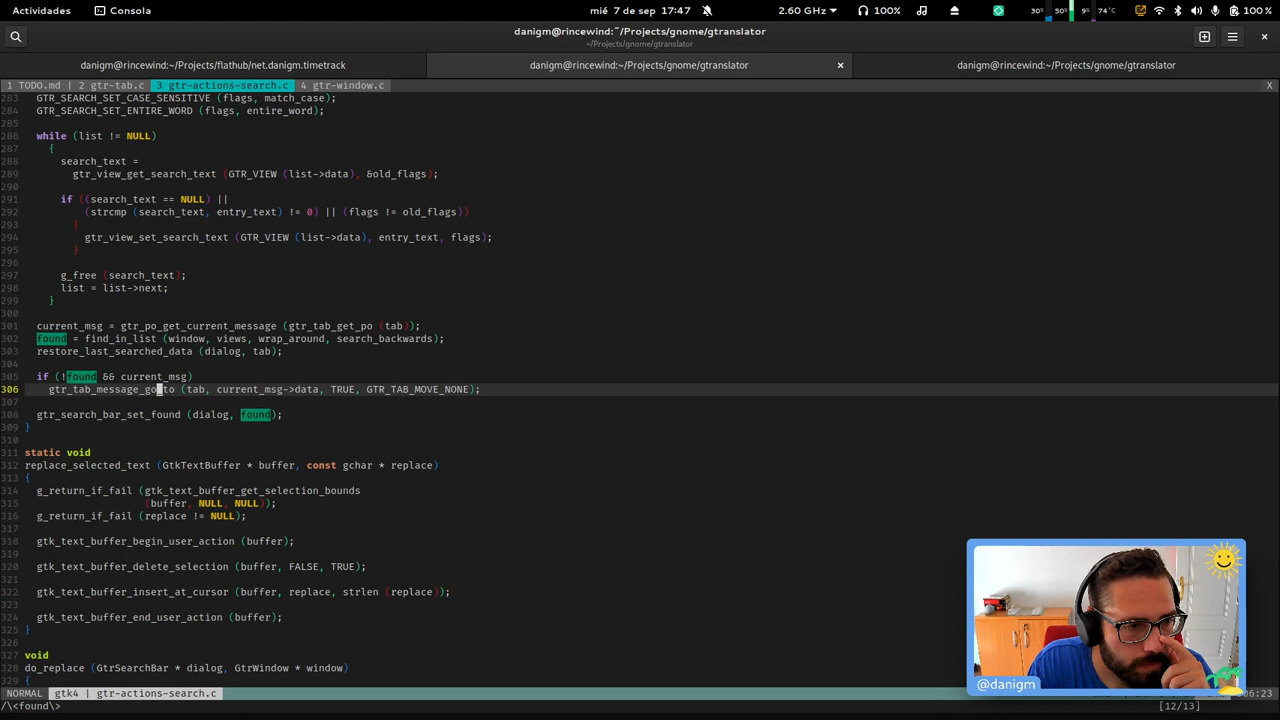 Actividades
Consola
mié 7 de sep 17:47
2.60 GHz
100%
30%
50%
9%
74°C
100 %
danigm@rincewind:~/Projects/gnome/gtranslator
~/Projects/gnome/gtranslator
danigm@rincewind:~/Projects/flathub/net.danigm.timetrack
danigm@rincewind:~/Projects/gnome/gtranslator
danigm@rincewind:~/Projects/gnome/gtranslator
1 TODO.md | 2 gtr-tab.c  3 gtr-actions-search.c  4 gtr-window.c X
283   GTR_SEARCH_SET_CASE_SENSITIVE (flags, match_case);
284   GTR_SEARCH_SET_ENTIRE_WORD (flags, entire_word);
285
286   while (list != NULL)
287     {
288       search_text =
289         gtr_view_get_search_text (GTR_VIEW (list->data), &old_flags);
290
291       if ((search_text == NULL) ||
292           (strcmp (search_text, entry_text) != 0) || (flags != old_flags))
293         {
294           gtr_view_set_search_text (GTR_VIEW (list->data), entry_text, flags);
295         }
296
297       g_free (search_text);
298       list = list->next;
299     }
300
301   current_msg = gtr_po_get_current_message (gtr_tab_get_po (tab));
302   found = find_in_list (window, views, wrap_around, search_backwards);
303   restore_last_searched_data (dialog, tab);
304
305   if (!found && current_msg)
306     gtr_tab_message_go_to (tab, current_msg->data, TRUE, GTR_TAB_MOVE_NONE);
307
308   gtr_search_bar_set_found (dialog, found);
309 }
310
311 static void
312 replace_selected_text (GtkTextBuffer * buffer, const gchar * replace)
313 {
314   g_return_if_fail (gtk_text_buffer_get_selection_bounds
315                     (buffer, NULL, NULL));
316   g_return_if_fail (replace != NULL);
317
318   gtk_text_buffer_begin_user_action (buffer);
319
320   gtk_text_buffer_delete_selection (buffer, FALSE, TRUE);
321
322   gtk_text_buffer_insert_at_cursor (buffer, replace, strlen (replace));
323
324   gtk_text_buffer_end_user_action (buffer);
325 }
326
327 void
328 do_replace (GtrSearchBar * dialog, GtrWindow * window)
329 {
NORMAL  gtk4 | gtr-actions-search.c
/\<found\> [12/13]
@danigm